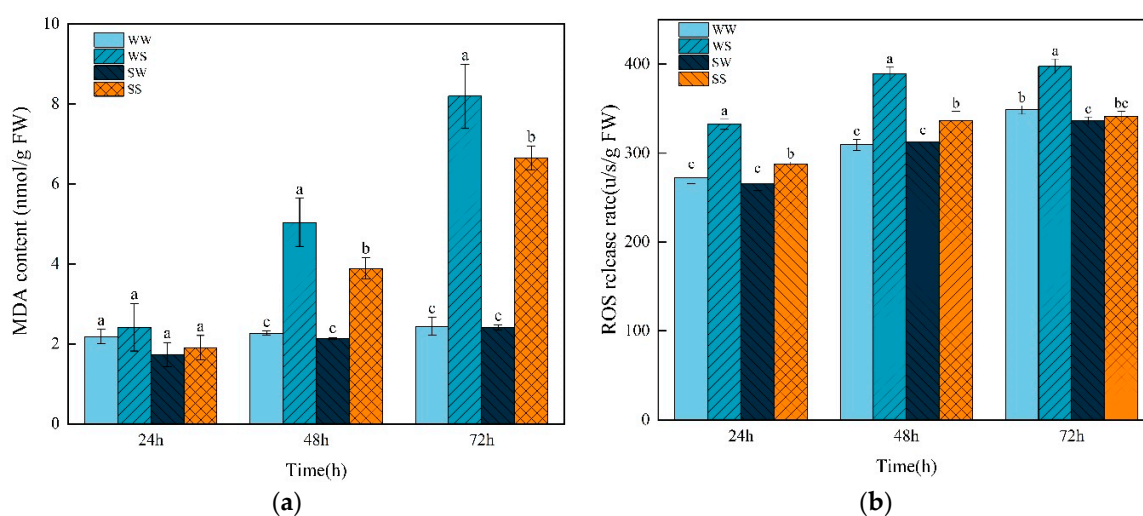 10
8
6
4
2
0
MDA content (nmol/g FW)
WW
WS
SW
SS
a
a
a
a
c
a
c
b
c
a
c
b
24h
48h
72h
Time(h)
(a)
400
300
200
100
0
ROS release rate(u/s/g FW)
WW
WS
SW
SS
c
a
c
b
c
a
c
b
b
a
c
bc
24h
48h
72h
Time(h)
(b)